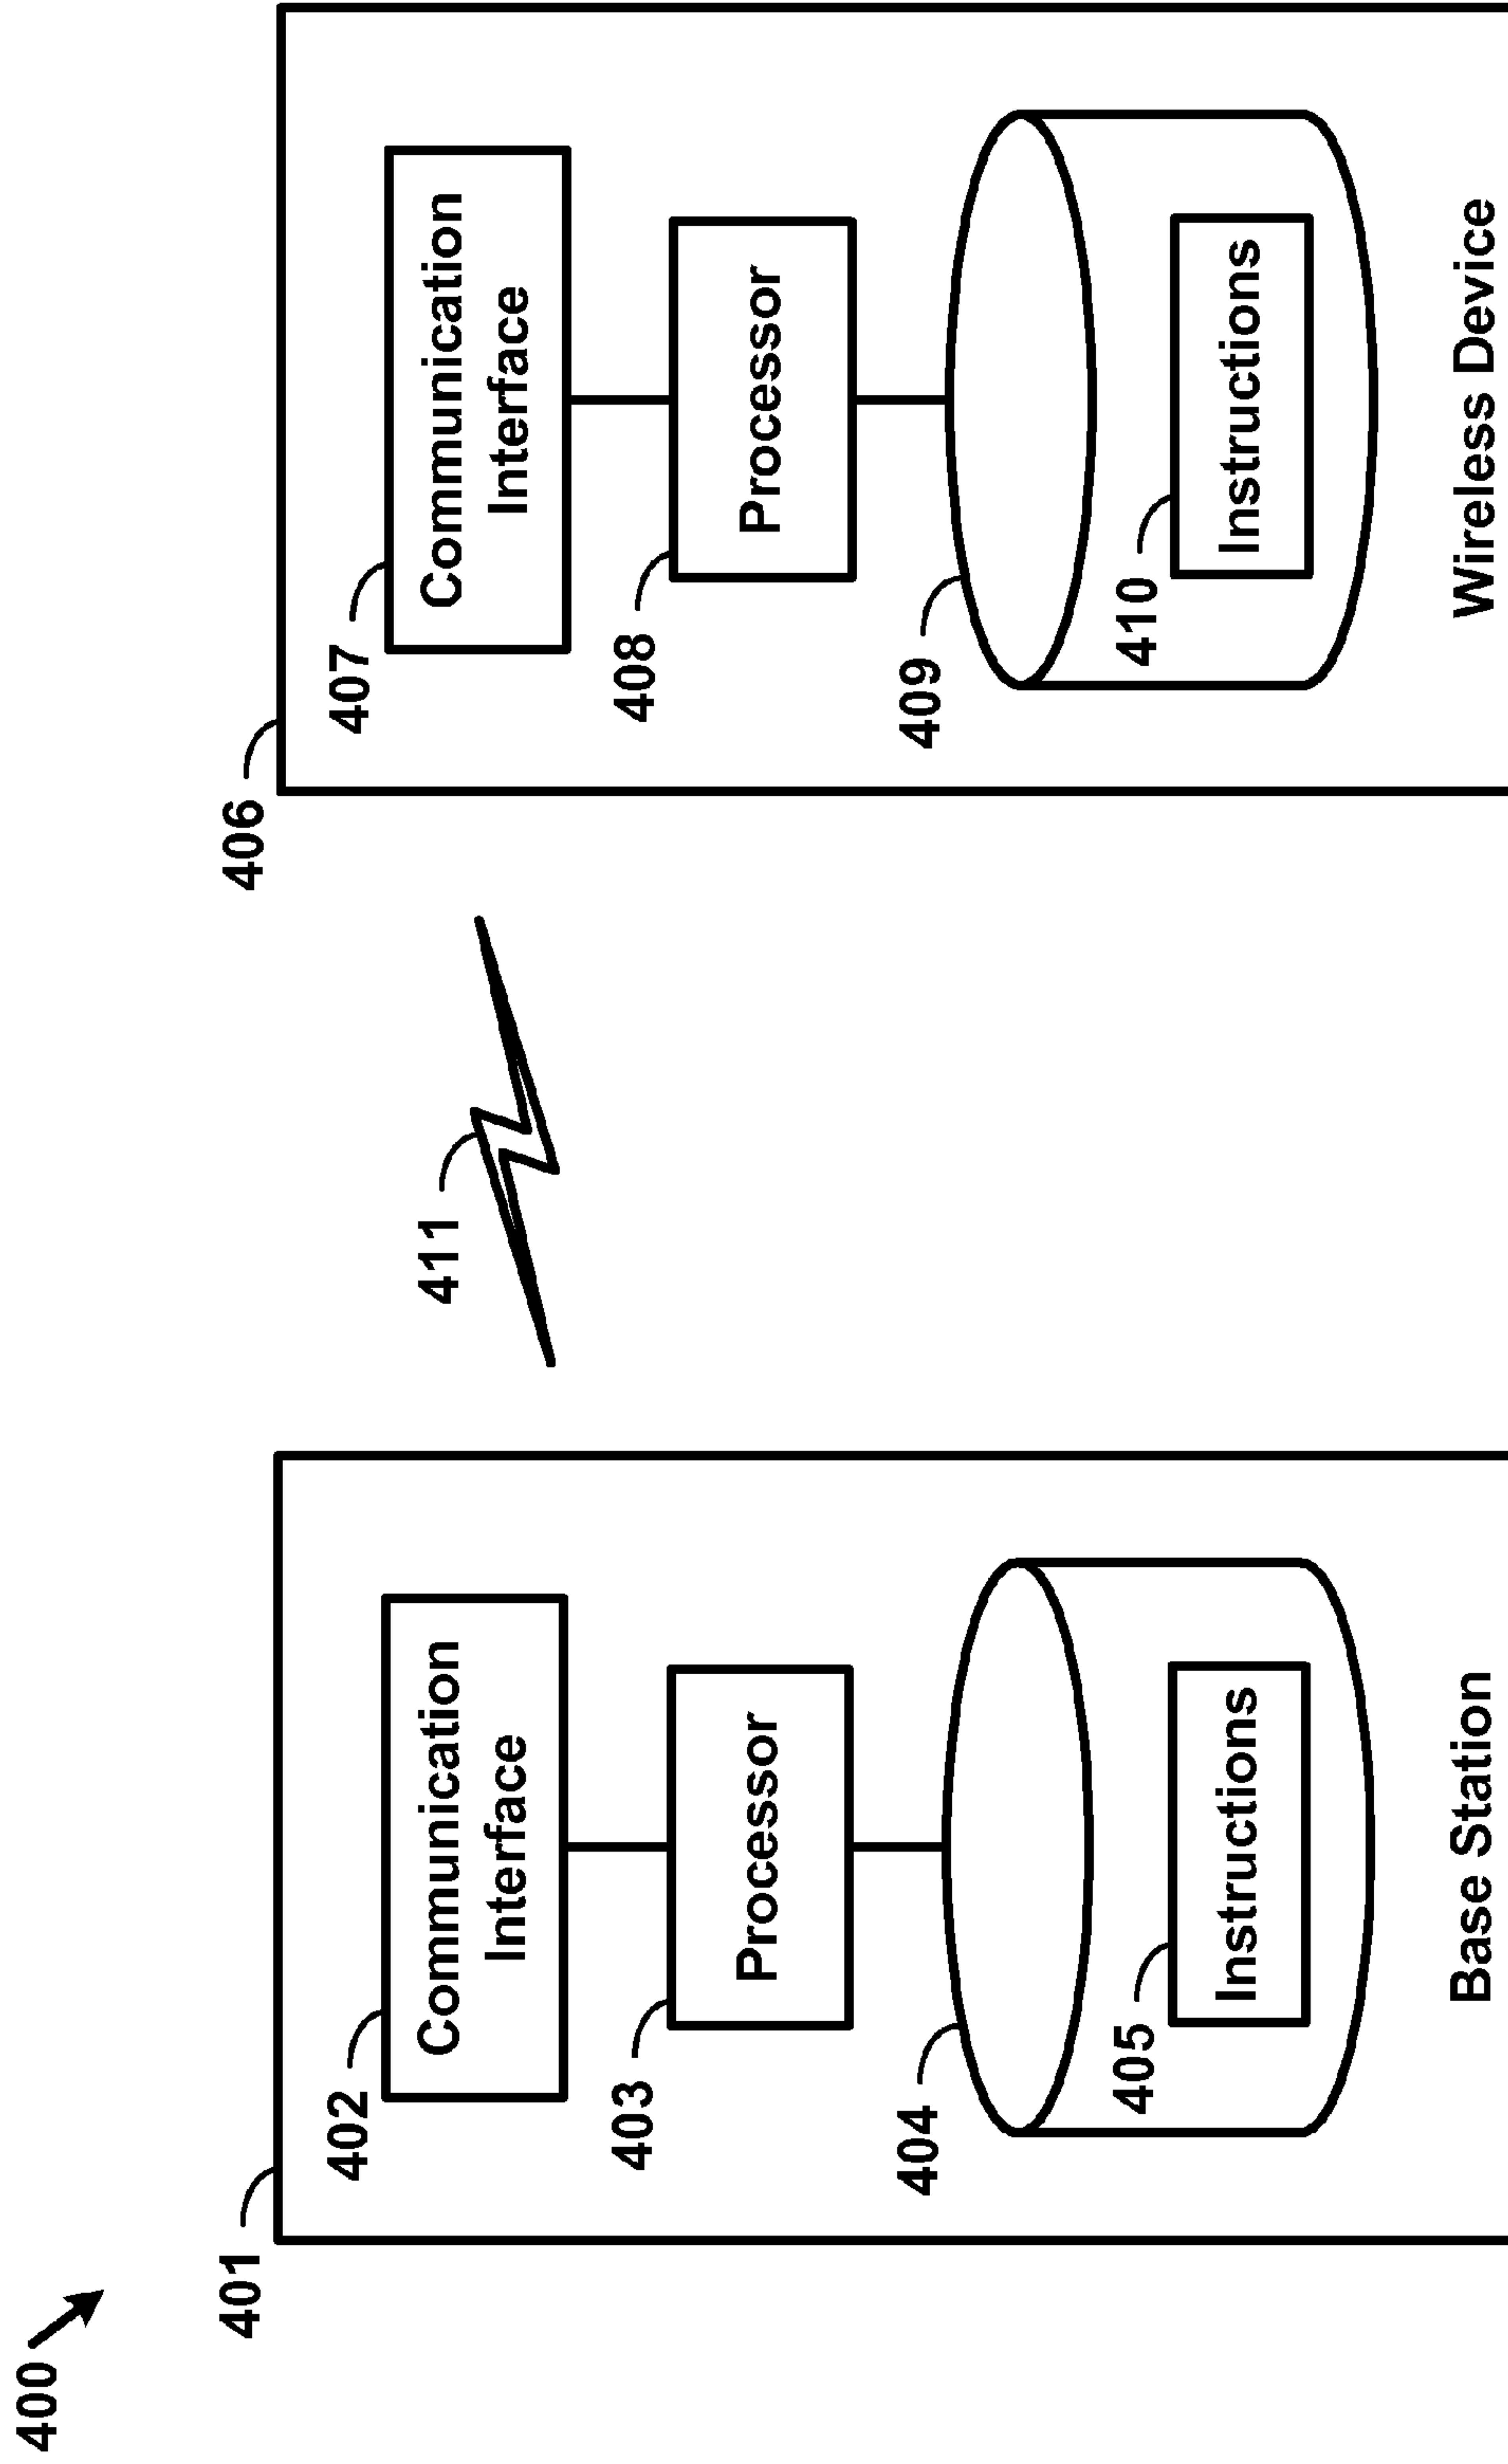 400
401
402
Communication
Interface
403
Processor
404
405
Instructions
Base Station
411
406
407
Communication
Interface
408
Processor
409
410
Instructions
Wireless Device